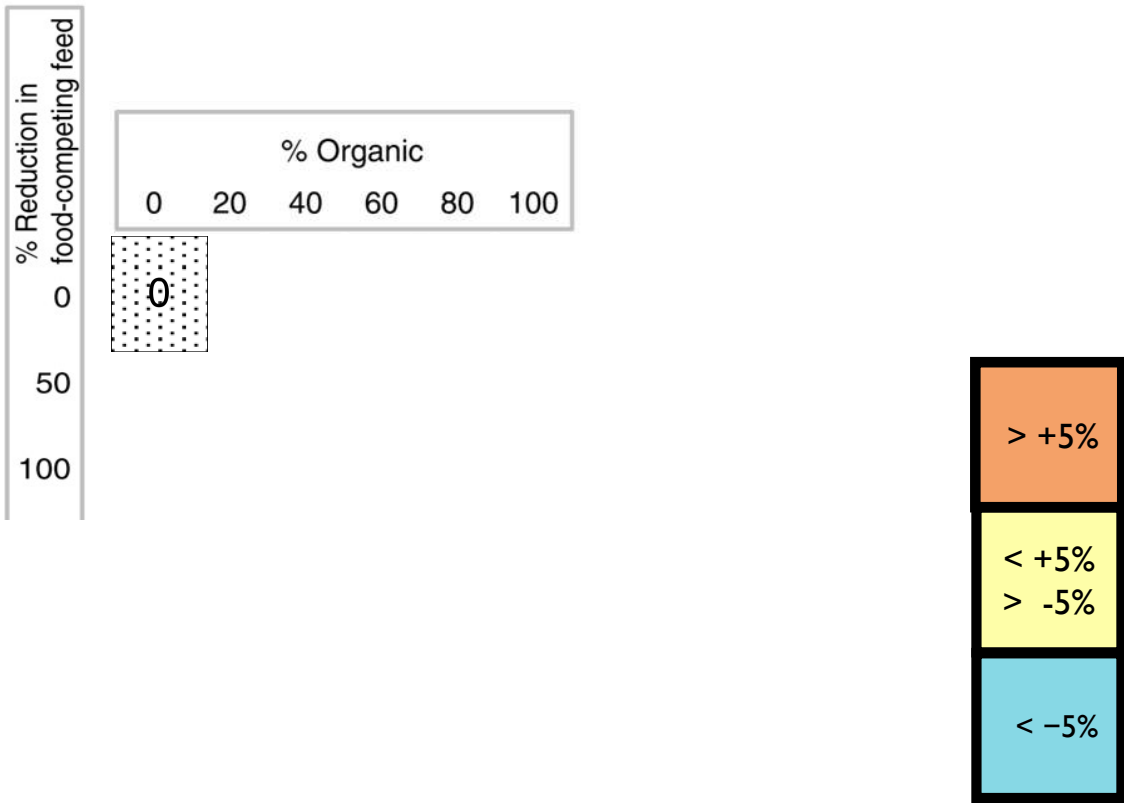 % Reduction in
food-competing feed
% Organic
0 20 40 60 80 100
0
0
50
100
> +5%
< +5%
> -5%
< −5%